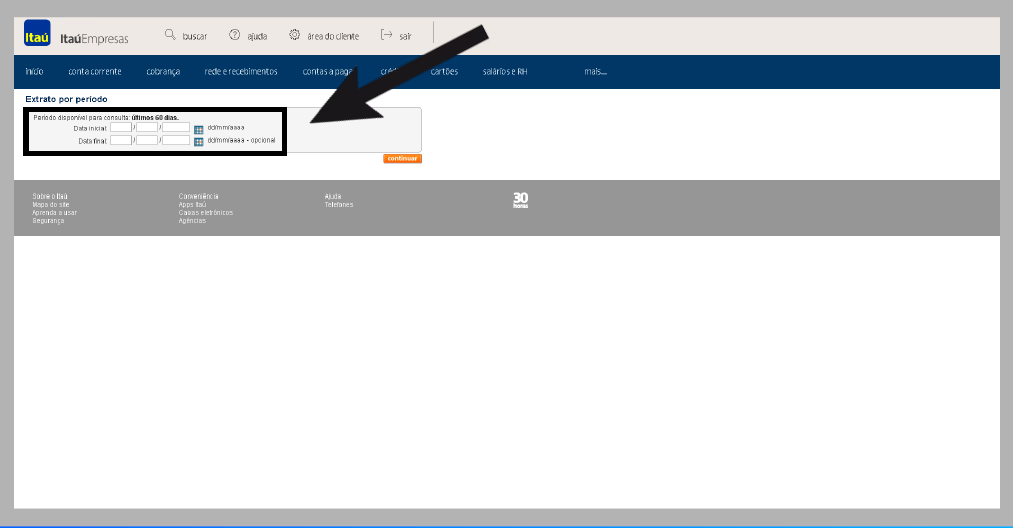 Itaú ItaúEmpresas buscar ajuda área do cliente sair
início conta corrente cobrança rede e recebimentos contas a paga créd cartões salários e RH mais...
Extrato por período
Período disponível para consulta: últimos 60 dias.
Data inicial: / / dd/mm/aaaa
Data final: / / dd/mm/aaaa - opcional
continuar
Sobre o Itaú Conveniência Ajuda 30 horas
Mapa do site Apps Itaú Telefones
Aprenda a usar Caixas eletrônicos
Segurança Agências